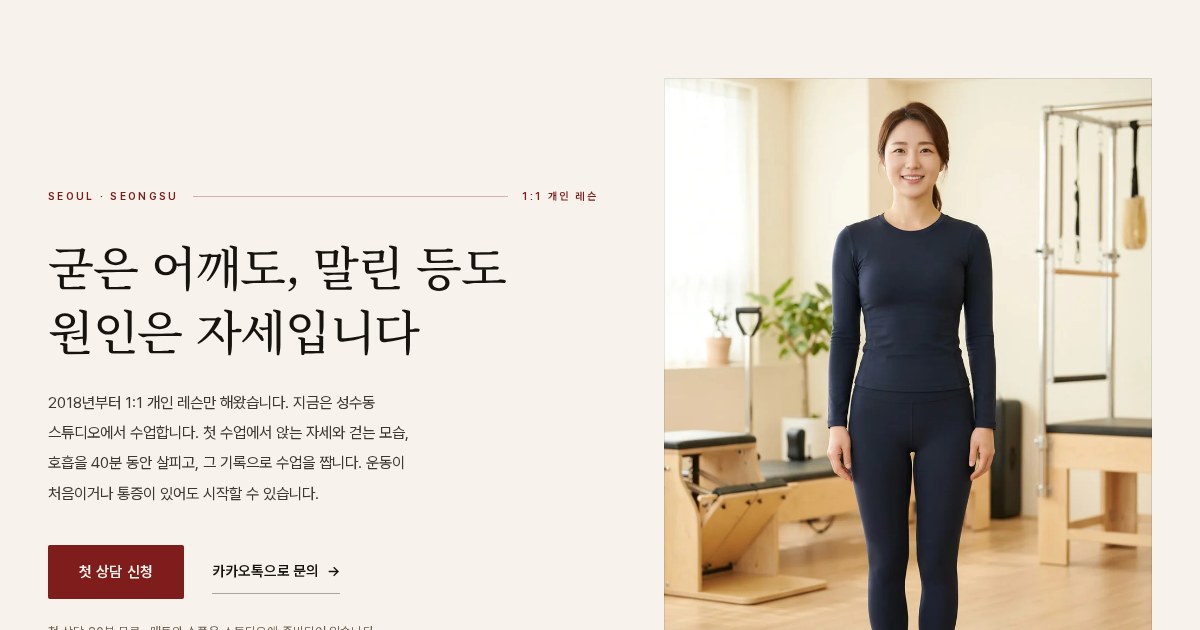 SEOUL · SEONGSU
1:1 개인 레슨
굳은 어깨도, 말린 등도
원인은 자세입니다
2018년부터 1:1 개인 레슨만 해왔습니다. 지금은 성수동
스튜디오에서 수업합니다. 첫 수업에서 앉는 자세와 걷는 모습,
호흡을 40분 동안 살피고, 그 기록으로 수업을 짭니다. 운동이
처음이거나 통증이 있어도 시작할 수 있습니다.
첫 상담 신청
카카오톡으로 문의 →